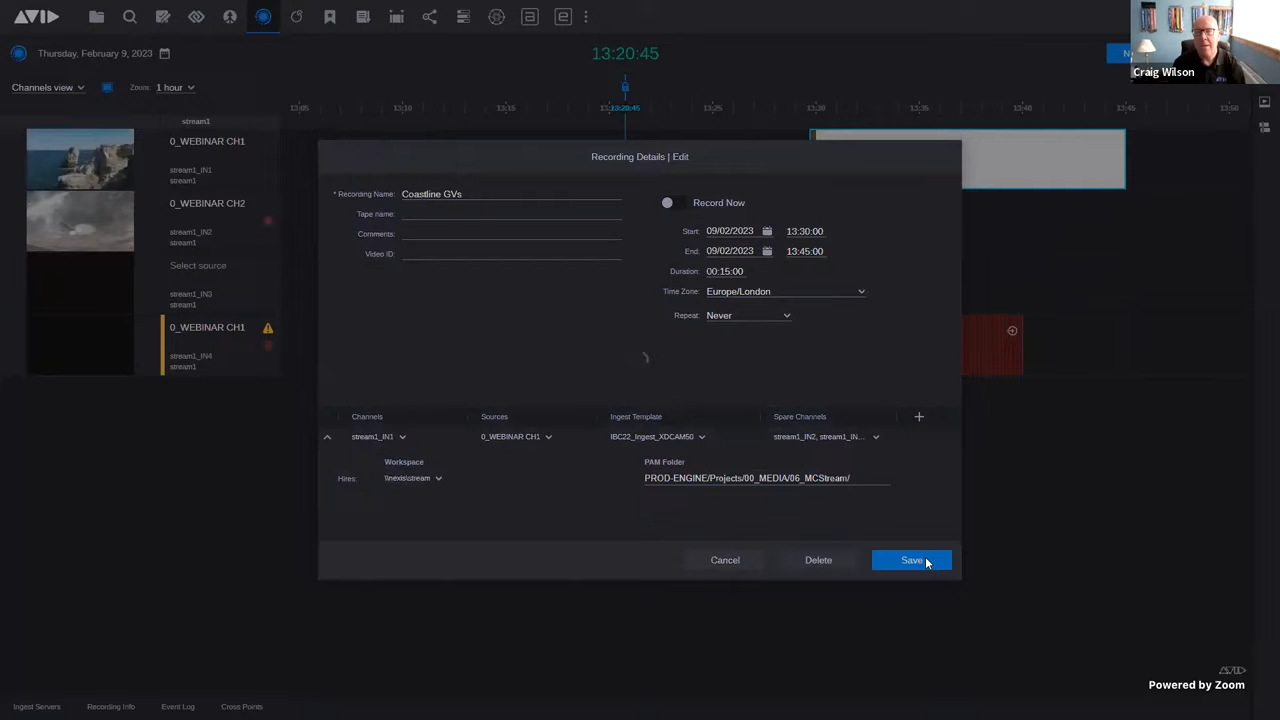 AVID
a
e
Thursday, February 9, 2023
13:20:45
N
Craig Wilson
Channels view
Zoom: 1 hour
13:05
13:10
13:15
13:20:45
13:25
13:30
13:35
13:40
13:45
13:50
stream1
0_WEBINAR CH1
stream1_IN1
stream1
0_WEBINAR CH2
stream1_IN2
stream1
Select source
stream1_IN3
stream1
0_WEBINAR CH1
stream1_IN4
stream1
Recording Details | Edit
* Recording Name: Coastline GVs
Tape name:
Comments:
Video ID:
Record Now
Start: 09/02/2023 13:30:00
End: 09/02/2023 13:45:00
Duration: 00:15:00
Time Zone: Europe/London
Repeat: Never
Channels Sources Ingest Template Spare Channels +
stream1_IN1 0_WEBINAR CH1 IBC22_Ingest_XDCAM50 stream1_IN2, stream1_IN...
Workspace PAM Folder
Hires: \\nexis\stream PROD-ENGINE/Projects/00_MEDIA/06_MCStream/
Cancel Delete Save
AVID
Powered by Zoom
Ingest Servers Recording Info Event Log Cross Points